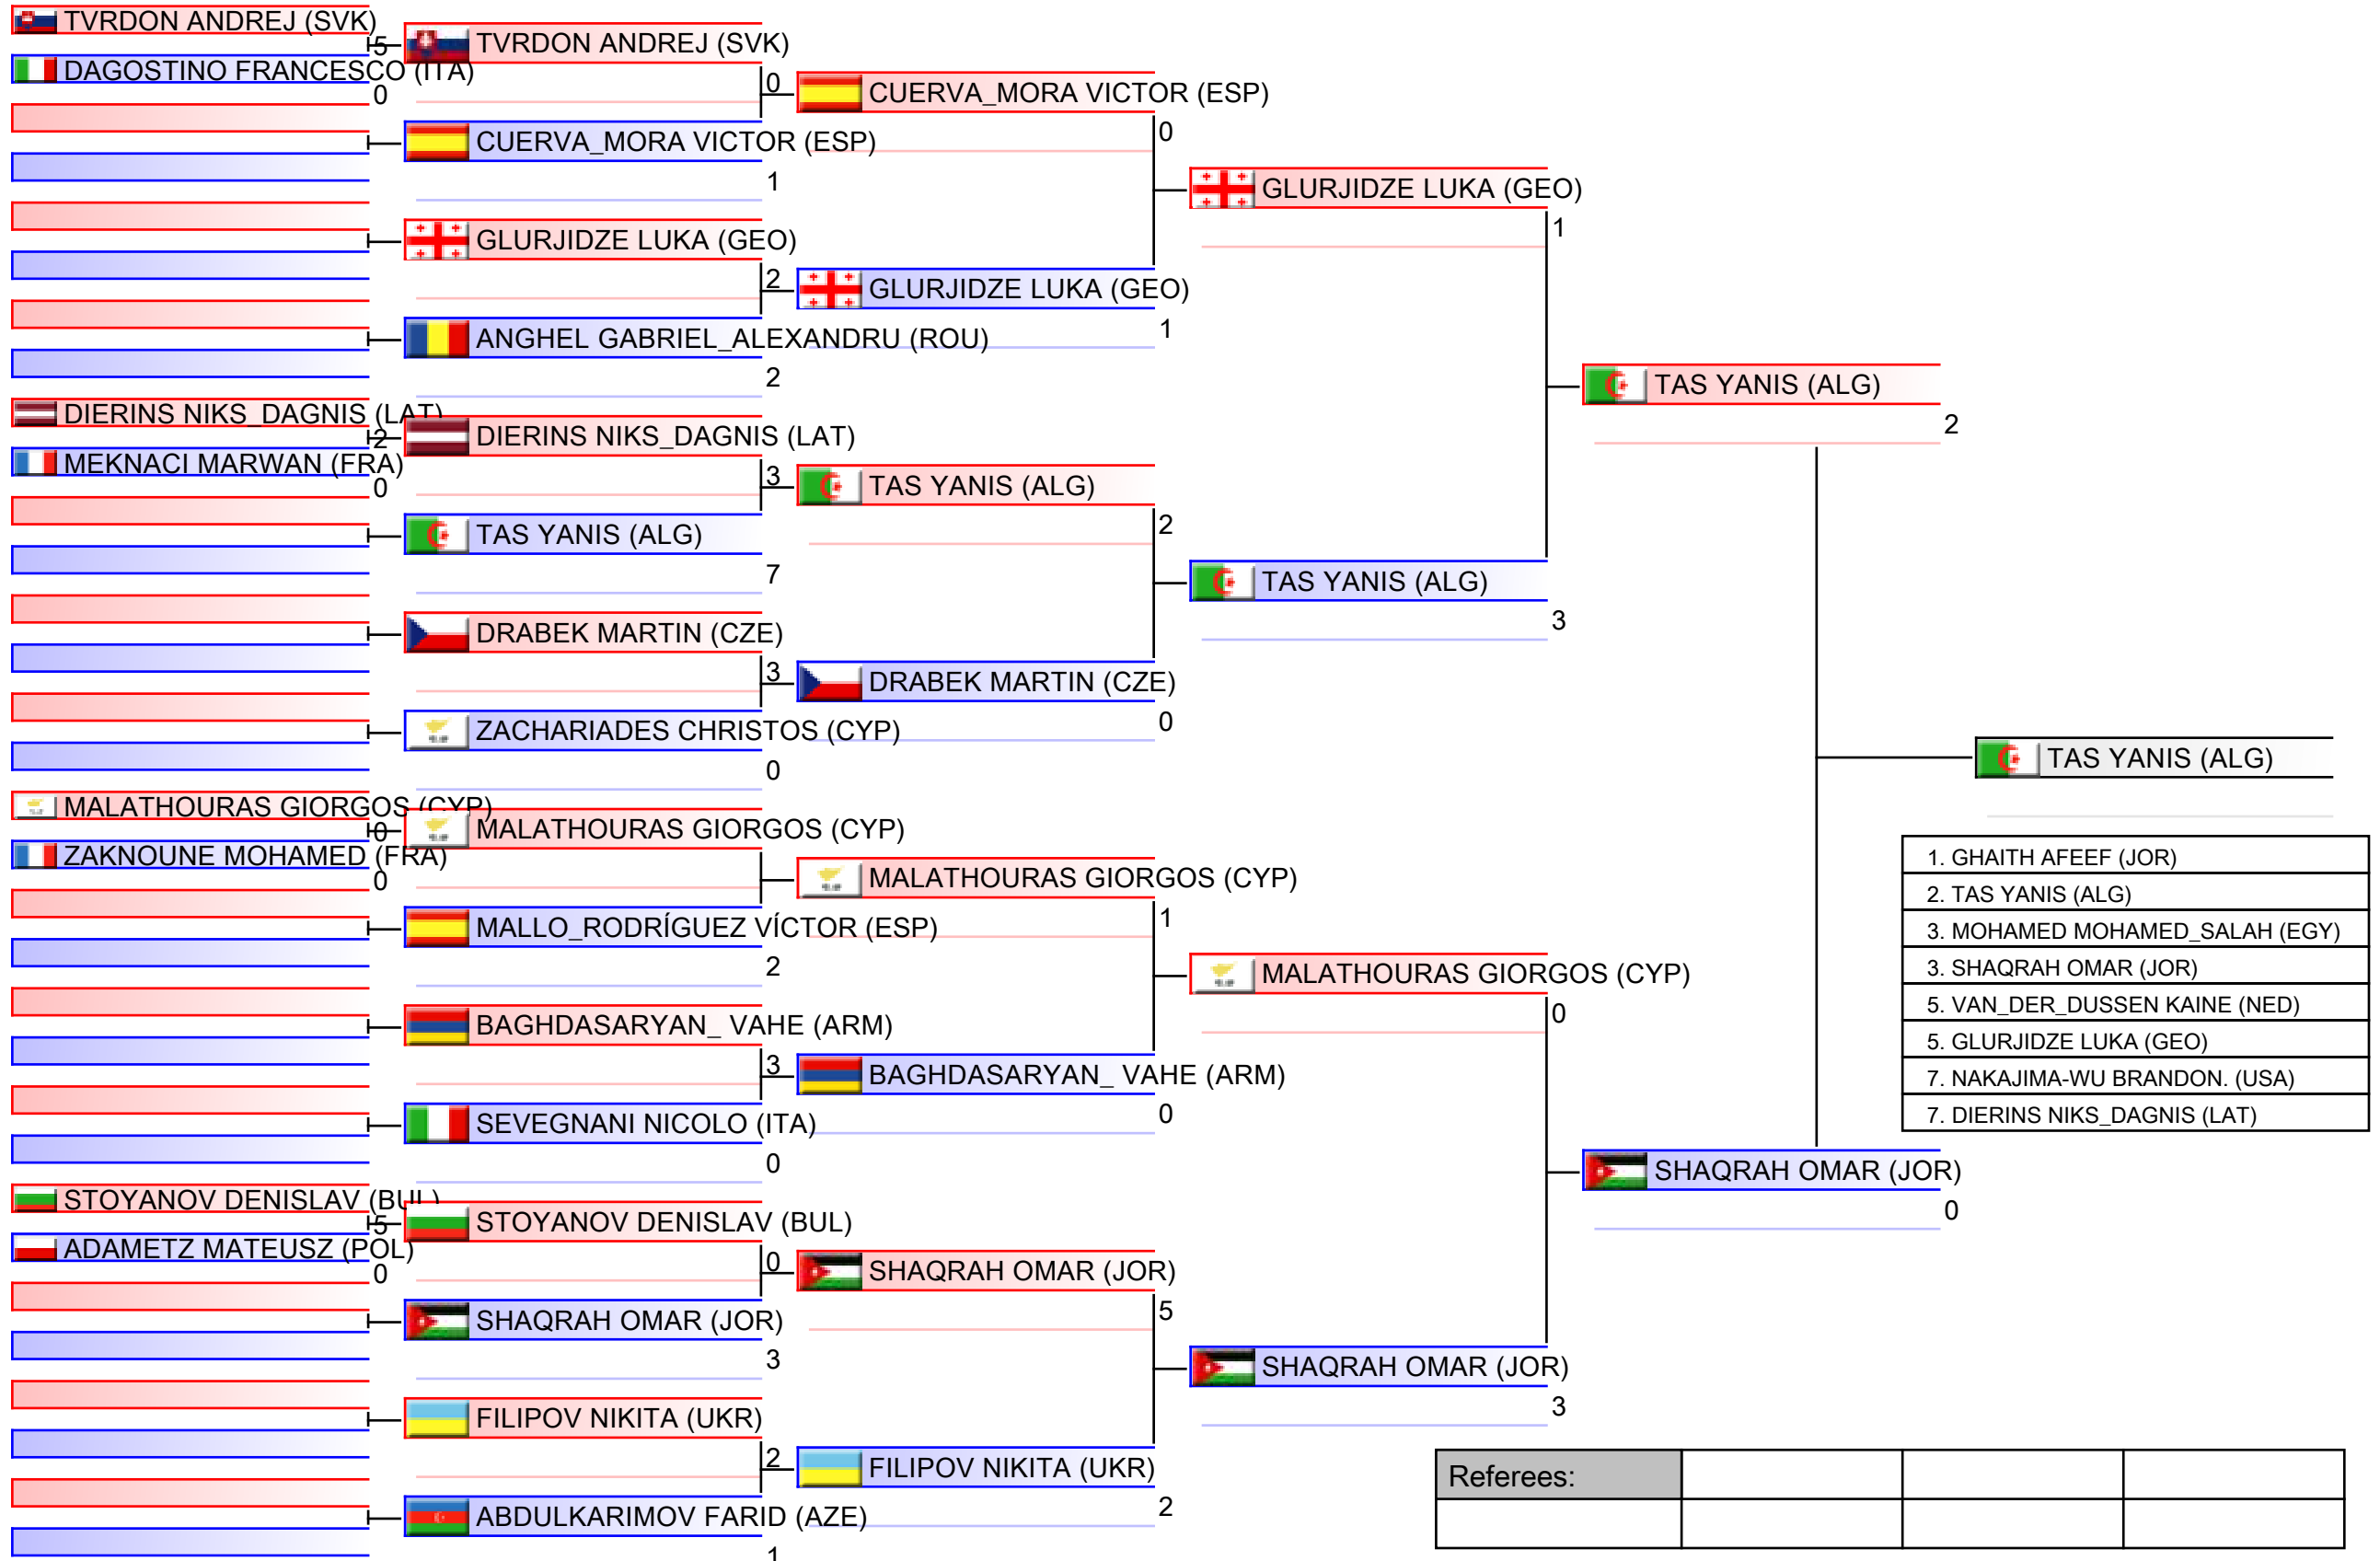 TVRDON ANDREJ (SVK)
5
DAGOSTINO FRANCESCO (ITA)
0
DIERINS NIKS_DAGNIS (LAT)
2
MEKNACI MARWAN (FRA)
0
MALATHOURAS GIORGOS (CYP)
0
ZAKNOUNE MOHAMED (FRA)
0
STOYANOV DENISLAV (BUL)
5
ADAMETZ MATEUSZ (POL)
0
TVRDON ANDREJ (SVK)
0
CUERVA_MORA VICTOR (ESP)
1
GLURJIDZE LUKA (GEO)
2
ANGHEL GABRIEL_ALEXANDRU (ROU)
2
DIERINS NIKS_DAGNIS (LAT)
3
TAS YANIS (ALG)
7
DRABEK MARTIN (CZE)
3
ZACHARIADES CHRISTOS (CYP)
0
MALATHOURAS GIORGOS (CYP)
MALLO_RODRÍGUEZ VÍCTOR (ESP)
2
BAGHDASARYAN_ VAHE (ARM)
3
SEVEGNANI NICOLO (ITA)
0
STOYANOV DENISLAV (BUL)
0
SHAQRAH OMAR (JOR)
3
FILIPOV NIKITA (UKR)
2
ABDULKARIMOV FARID (AZE)
1
CUERVA_MORA VICTOR (ESP)
0
GLURJIDZE LUKA (GEO)
1
TAS YANIS (ALG)
2
DRABEK MARTIN (CZE)
0
MALATHOURAS GIORGOS (CYP)
1
BAGHDASARYAN_ VAHE (ARM)
0
SHAQRAH OMAR (JOR)
5
FILIPOV NIKITA (UKR)
2
GLURJIDZE LUKA (GEO)
1
TAS YANIS (ALG)
3
MALATHOURAS GIORGOS (CYP)
0
SHAQRAH OMAR (JOR)
3
TAS YANIS (ALG)
2
SHAQRAH OMAR (JOR)
0
TAS YANIS (ALG)
1. GHAITH AFEEF (JOR)
2. TAS YANIS (ALG)
3. MOHAMED MOHAMED_SALAH (EGY)
3. SHAQRAH OMAR (JOR)
5. VAN_DER_DUSSEN KAINE (NED)
5. GLURJIDZE LUKA (GEO)
7. NAKAJIMA-WU BRANDON. (USA)
7. DIERINS NIKS_DAGNIS (LAT)
Referees: